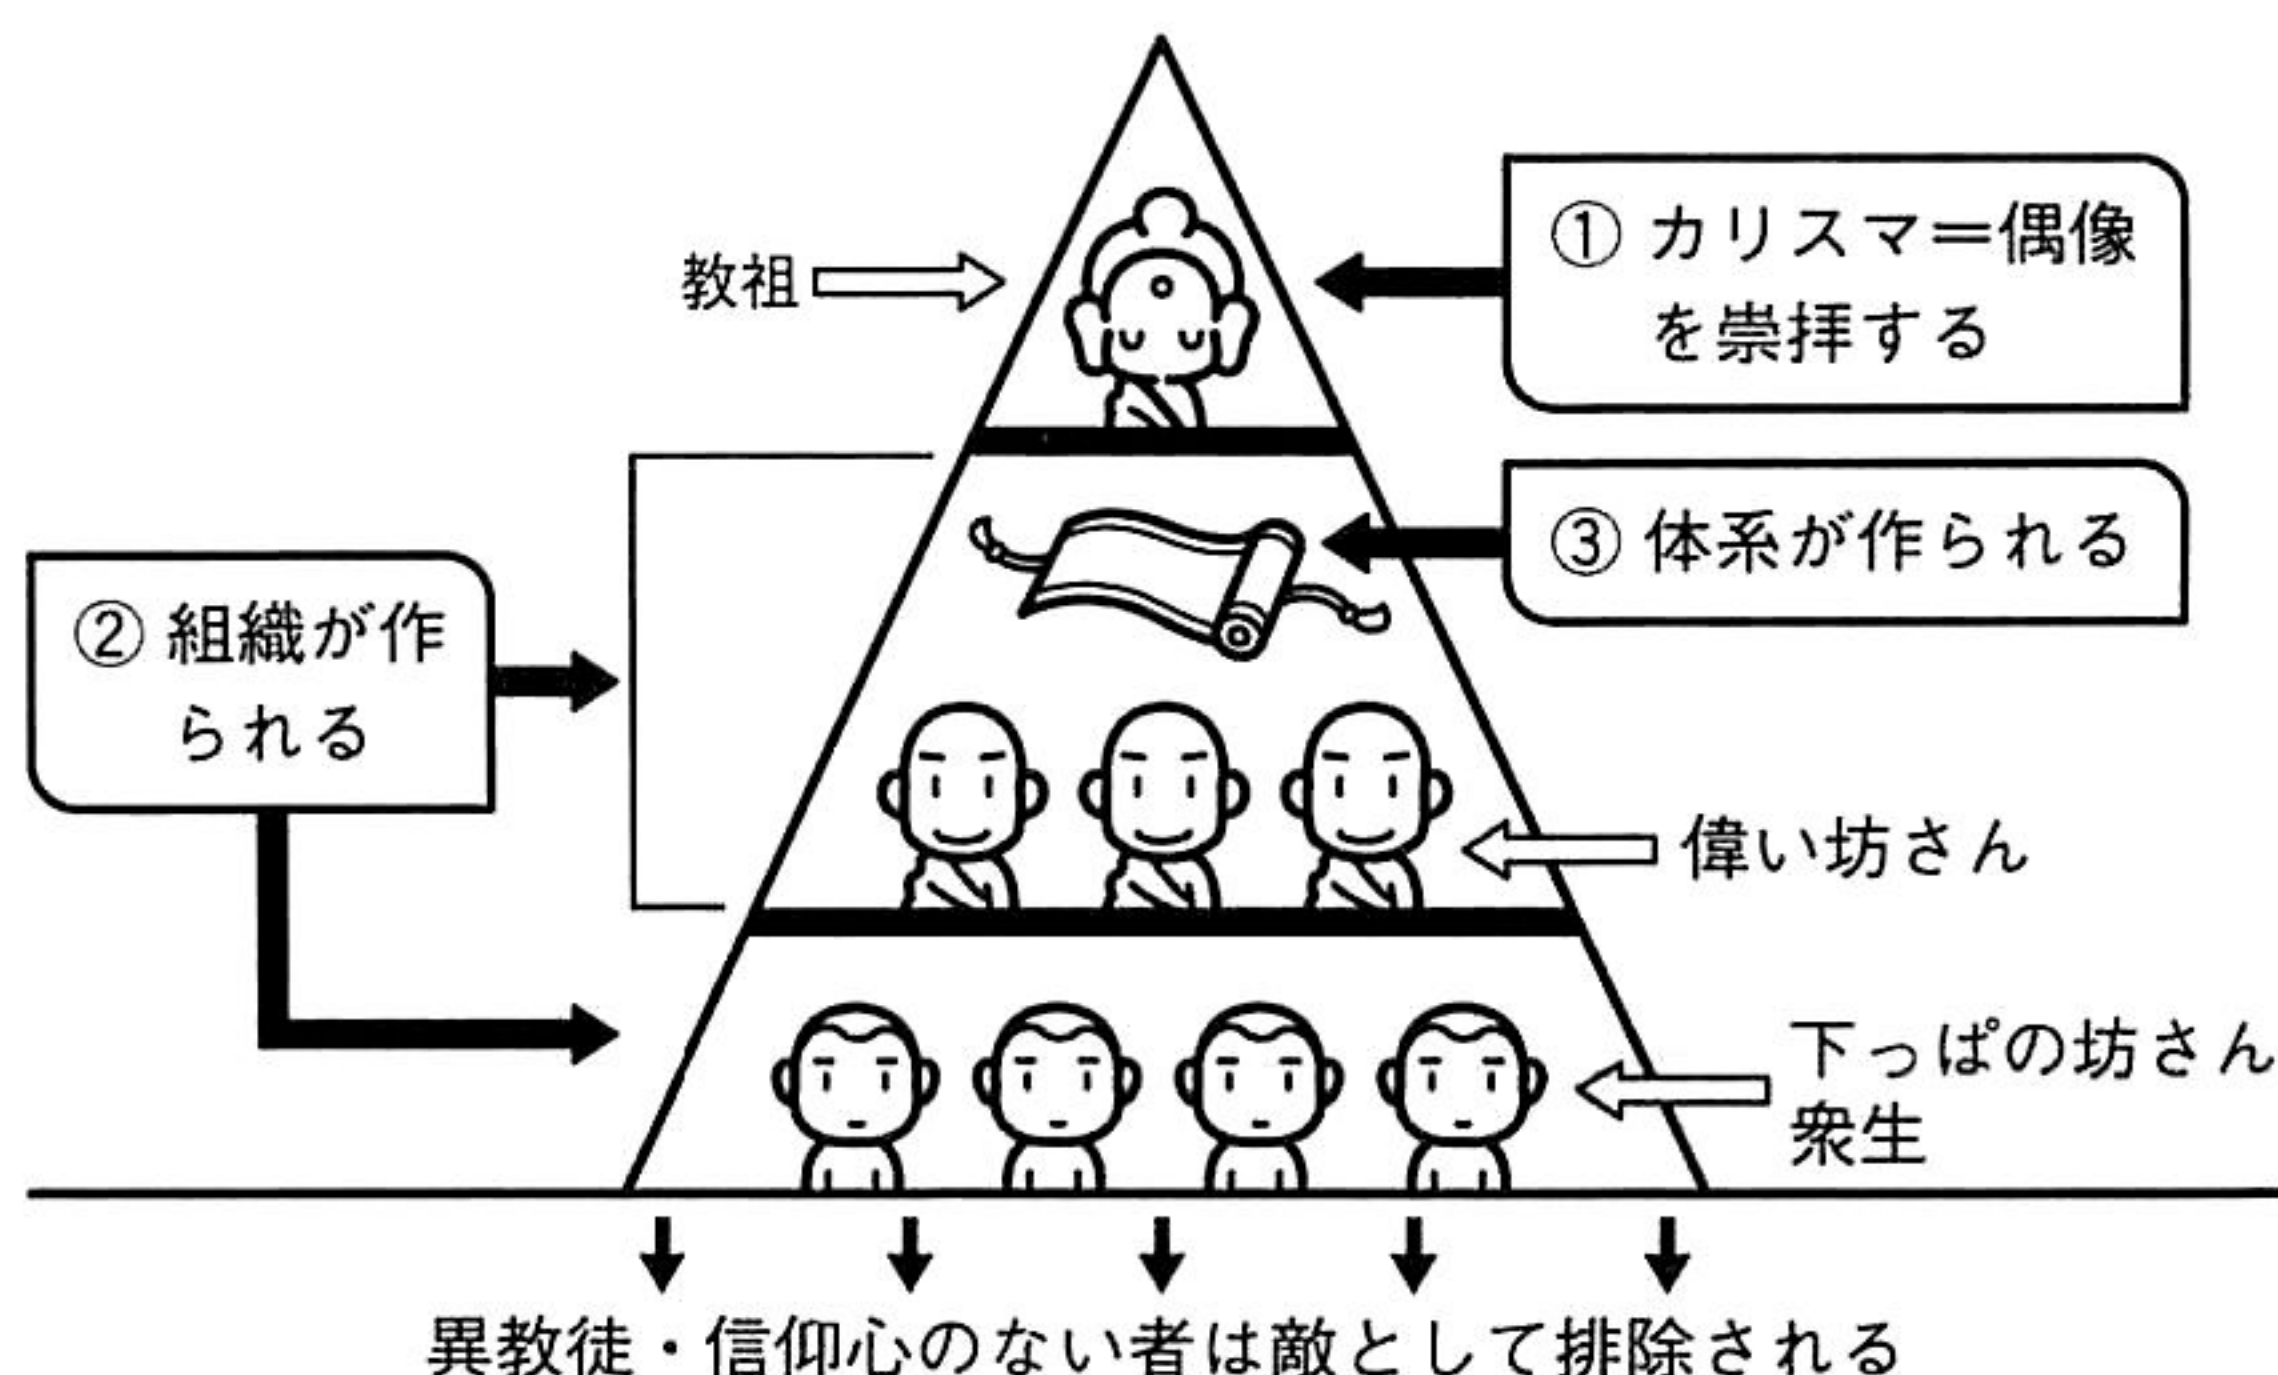 教祖
① カリスマ＝偶像
を崇拝する
③ 体系が作られる
② 組織が作
られる
偉い坊さん
下っぱの坊さん
衆生
異教徒・信仰心のない者は敵として排除される